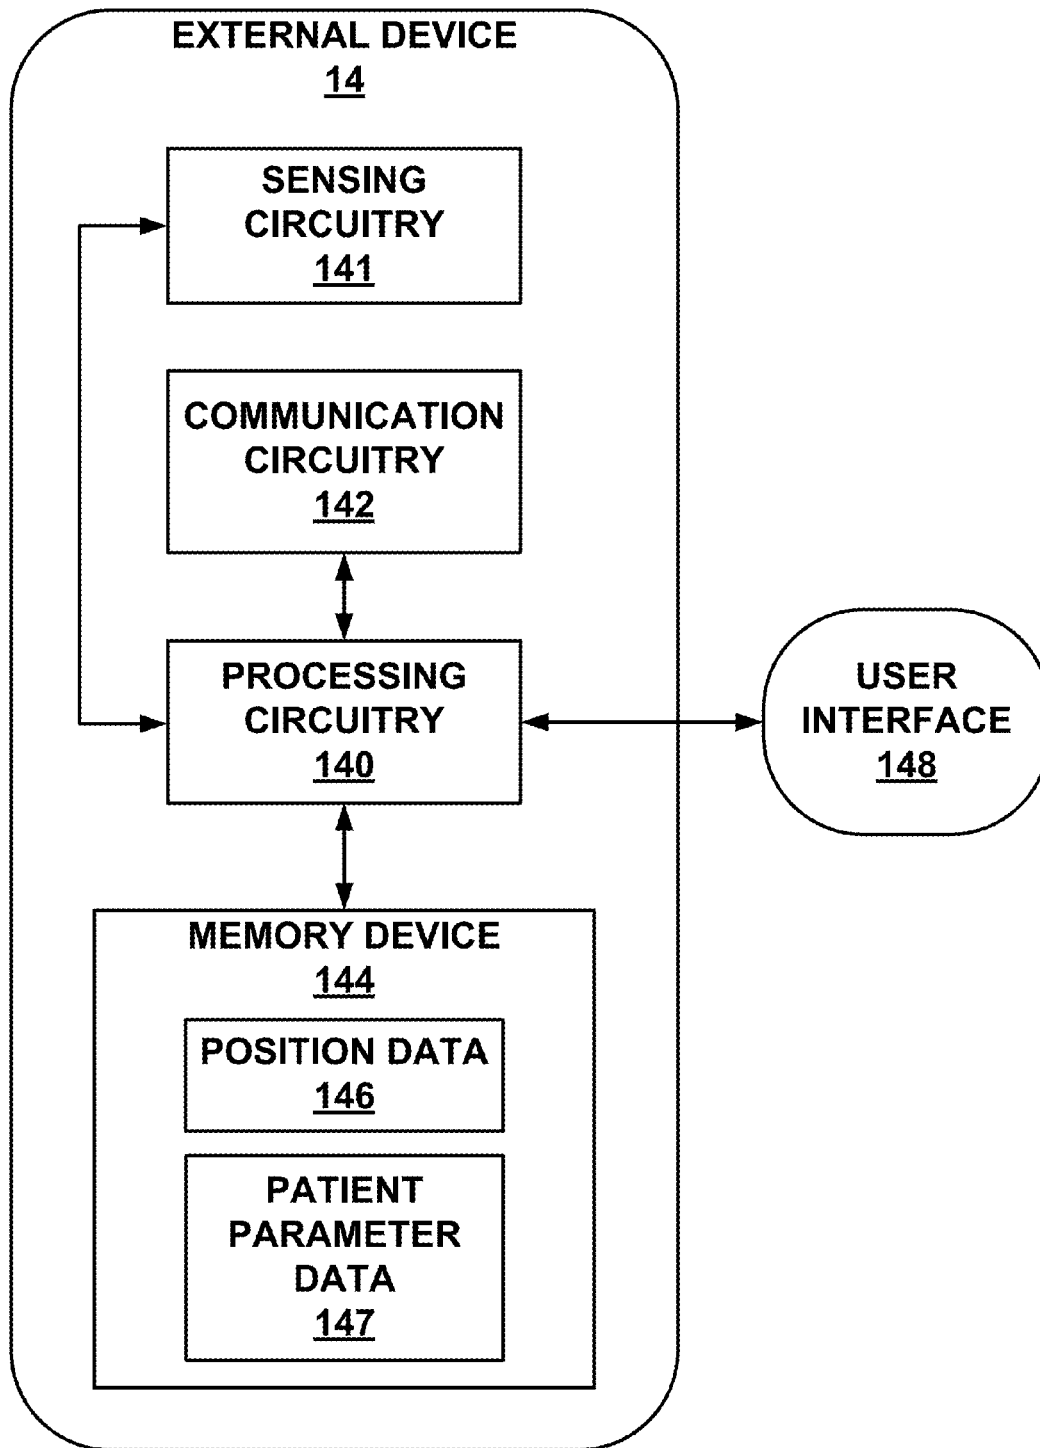 EXTERNAL DEVICE
14
SENSING
CIRCUITRY
141
COMMUNICATION
CIRCUITRY
142
PROCESSING
CIRCUITRY
140
USER
INTERFACE
148
MEMORY DEVICE
144
POSITION DATA
146
PATIENT
PARAMETER
DATA
147